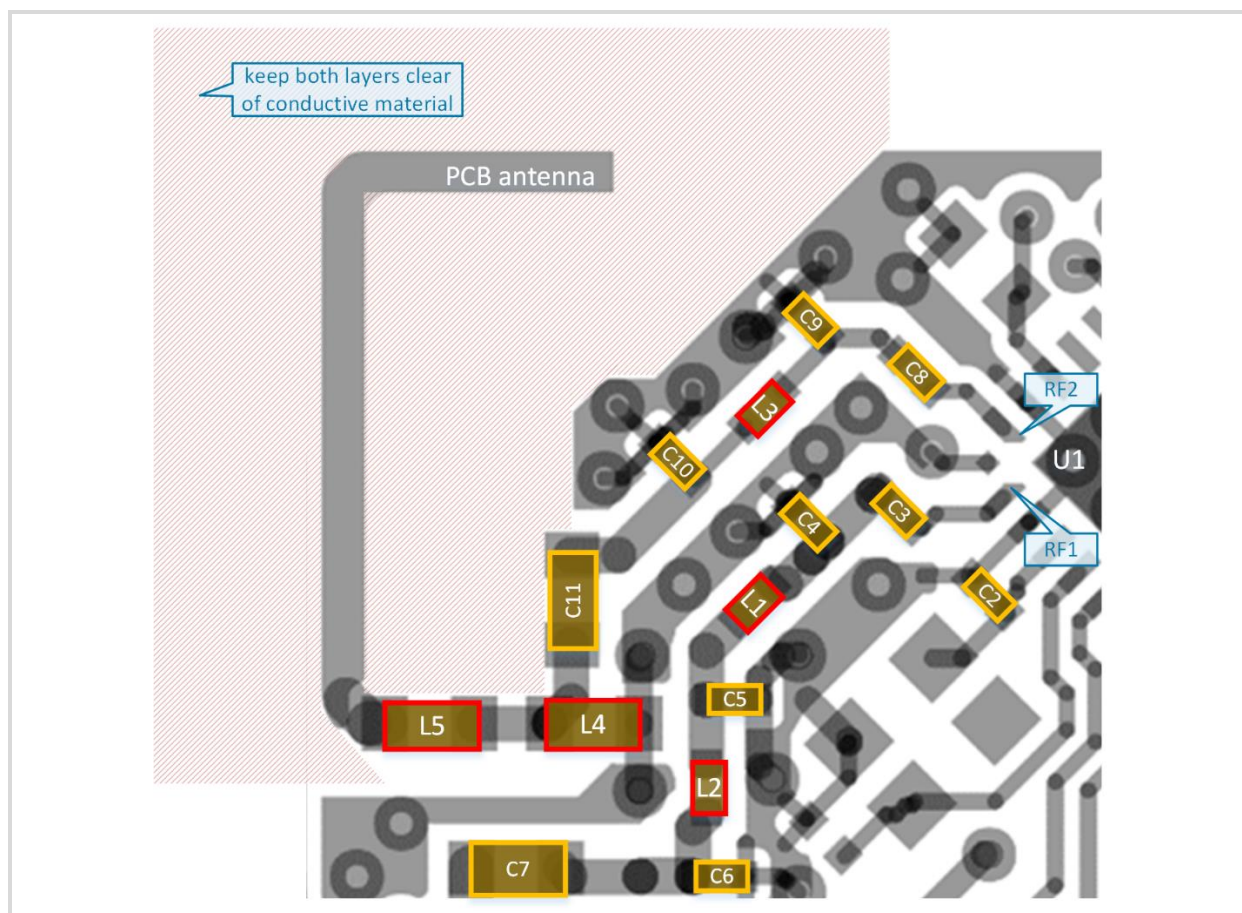 keep both layers clear
of conductive material
PCB antenna
C9
C8
RF2
L3
C10
U1
C3
C4
RF1
C11
L1
C2
C5
L5
L4
L2
C7
C6